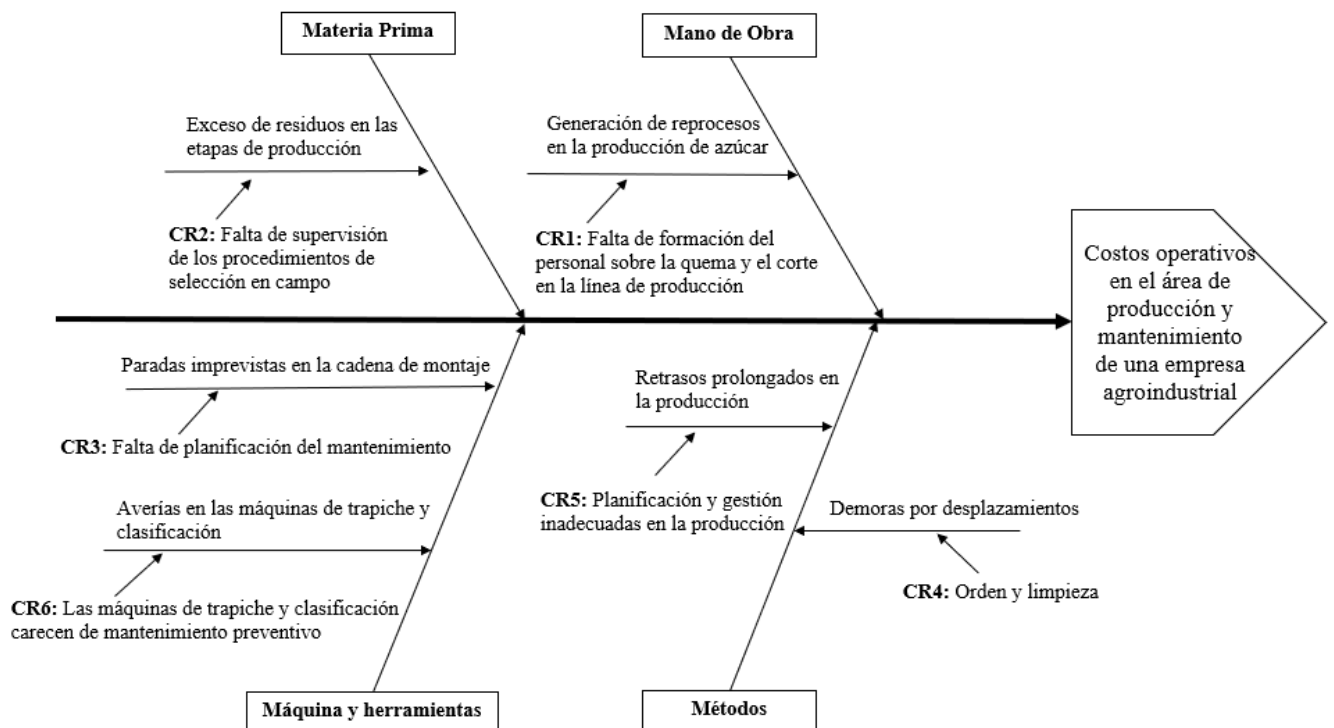 Materia Prima
Mano de Obra
Exceso de residuos en las
etapas de producción
Generación de reprocesos
en la producción de azúcar
CR2: Falta de supervisión
de los procedimientos de
selección en campo
CR1: Falta de formación del
personal sobre la quema y el corte
en la línea de producción
Costos operativos
en el área de
producción y
mantenimiento
de una empresa
agroindustrial
Paradas imprevistas en la cadena de montaje
CR3: Falta de planificación del mantenimiento
Retrasos prolongados en
la producción
CR5: Planificación y gestión
inadecuadas en la producción
Averías en las máquinas de trapiche y
clasificación
Demoras por desplazamientos
CR4: Orden y limpieza
CR6: Las máquinas de trapiche y clasificación
carecen de mantenimiento preventivo
Máquina y herramientas
Métodos